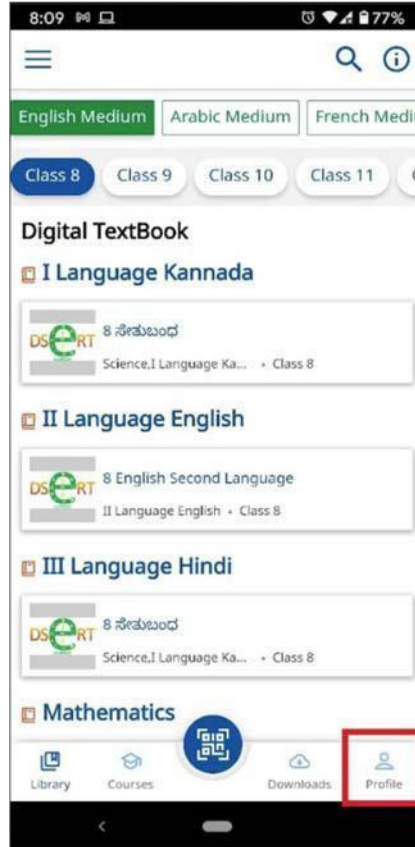 8:09 77%
English Medium Arabic Medium French Medi
Class 8 Class 9 Class 10 Class 11
Digital TextBook
I Language Kannada
DSeRT
8 ಸೇತುಬಂಧ
Science,I Language Ka... • Class 8
II Language English
DSeRT
8 English Second Language
II Language English • Class 8
III Language Hindi
DSeRT
8 ಸೇತುಬಂಧ
Science,I Language Ka... • Class 8
Mathematics
Library Courses Downloads Profile